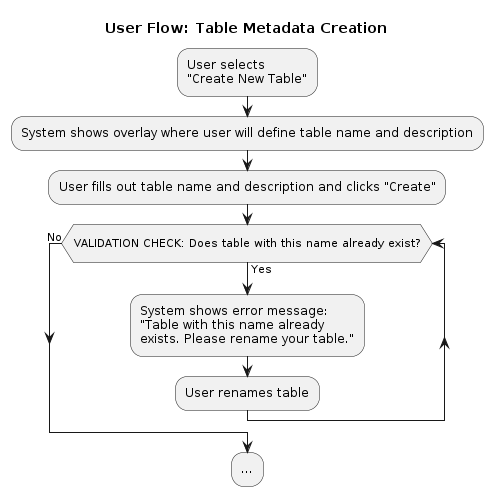 User Flow: Table Metadata Creation
User selects
"Create New Table"
System shows overlay where user will define table name and description
User fills out table name and description and clicks "Create"
No
VALIDATION CHECK: Does table with this name already exist?
Yes
System shows error message:
"Table with this name already
exists. Please rename your table."
User renames table
...